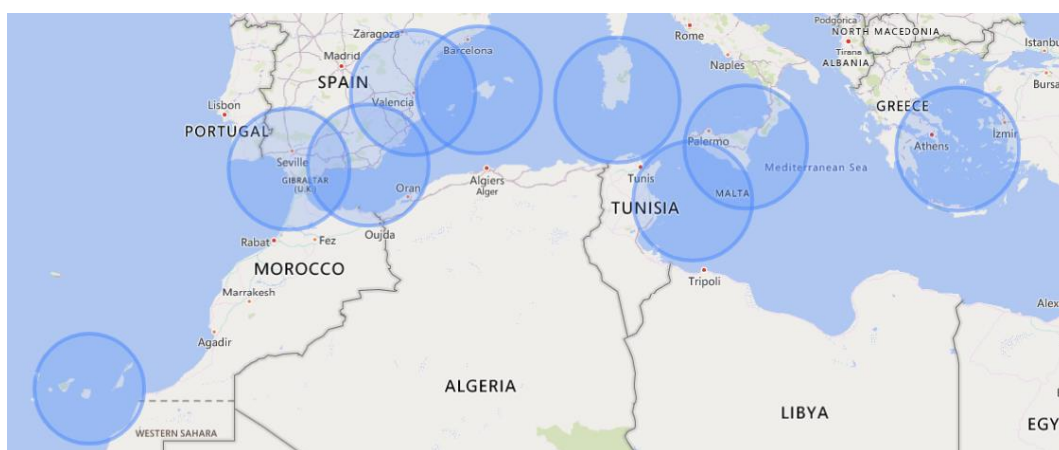 Podgorica
NORTH MACEDONIA
Zaragoza
Barcelona
Rome
Istanbu
Tirana
ALBANIA
Madrid
SPAIN
Naples
Bursa
Lisbon
Valencia
GREECE
PORTUGAL
Palermo
Athens
İzmir
Seville
GIBRALTAR
(U.K.)
Algiers
Alger
Tunis
Mediterranean Sea
Oran
MALTA
TUNISIA
Oujda
Rabat
Fez
MOROCCO
Tripoli
Marrakesh
Alex
Agadir
ALGERIA
LIBYA
EGY
WESTERN SAHARA